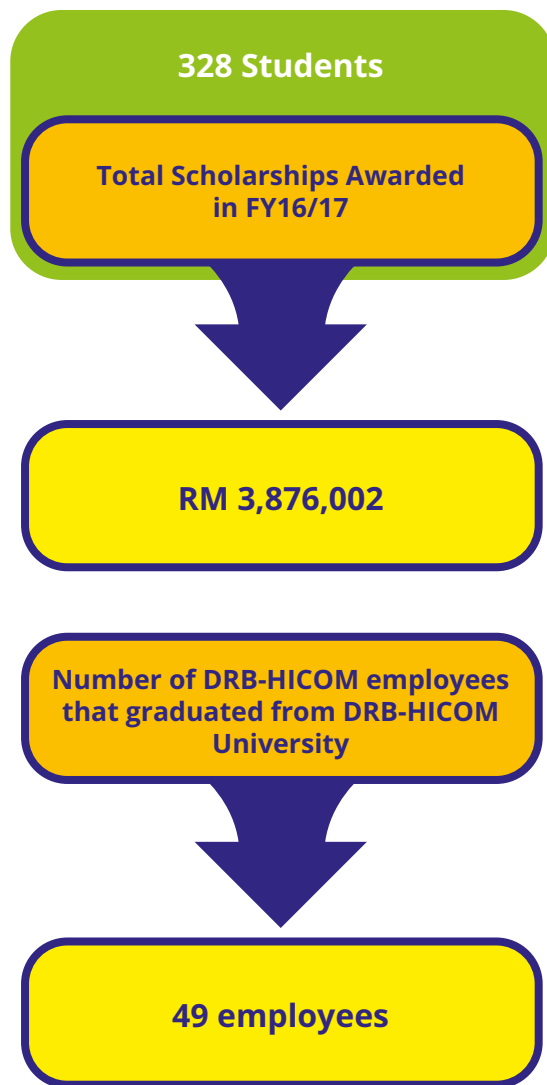 328 Students
Total Scholarships Awarded
in FY16/17
RM 3,876,002
Number of DRB-HICOM employees
that graduated from DRB-HICOM
University
49 employees